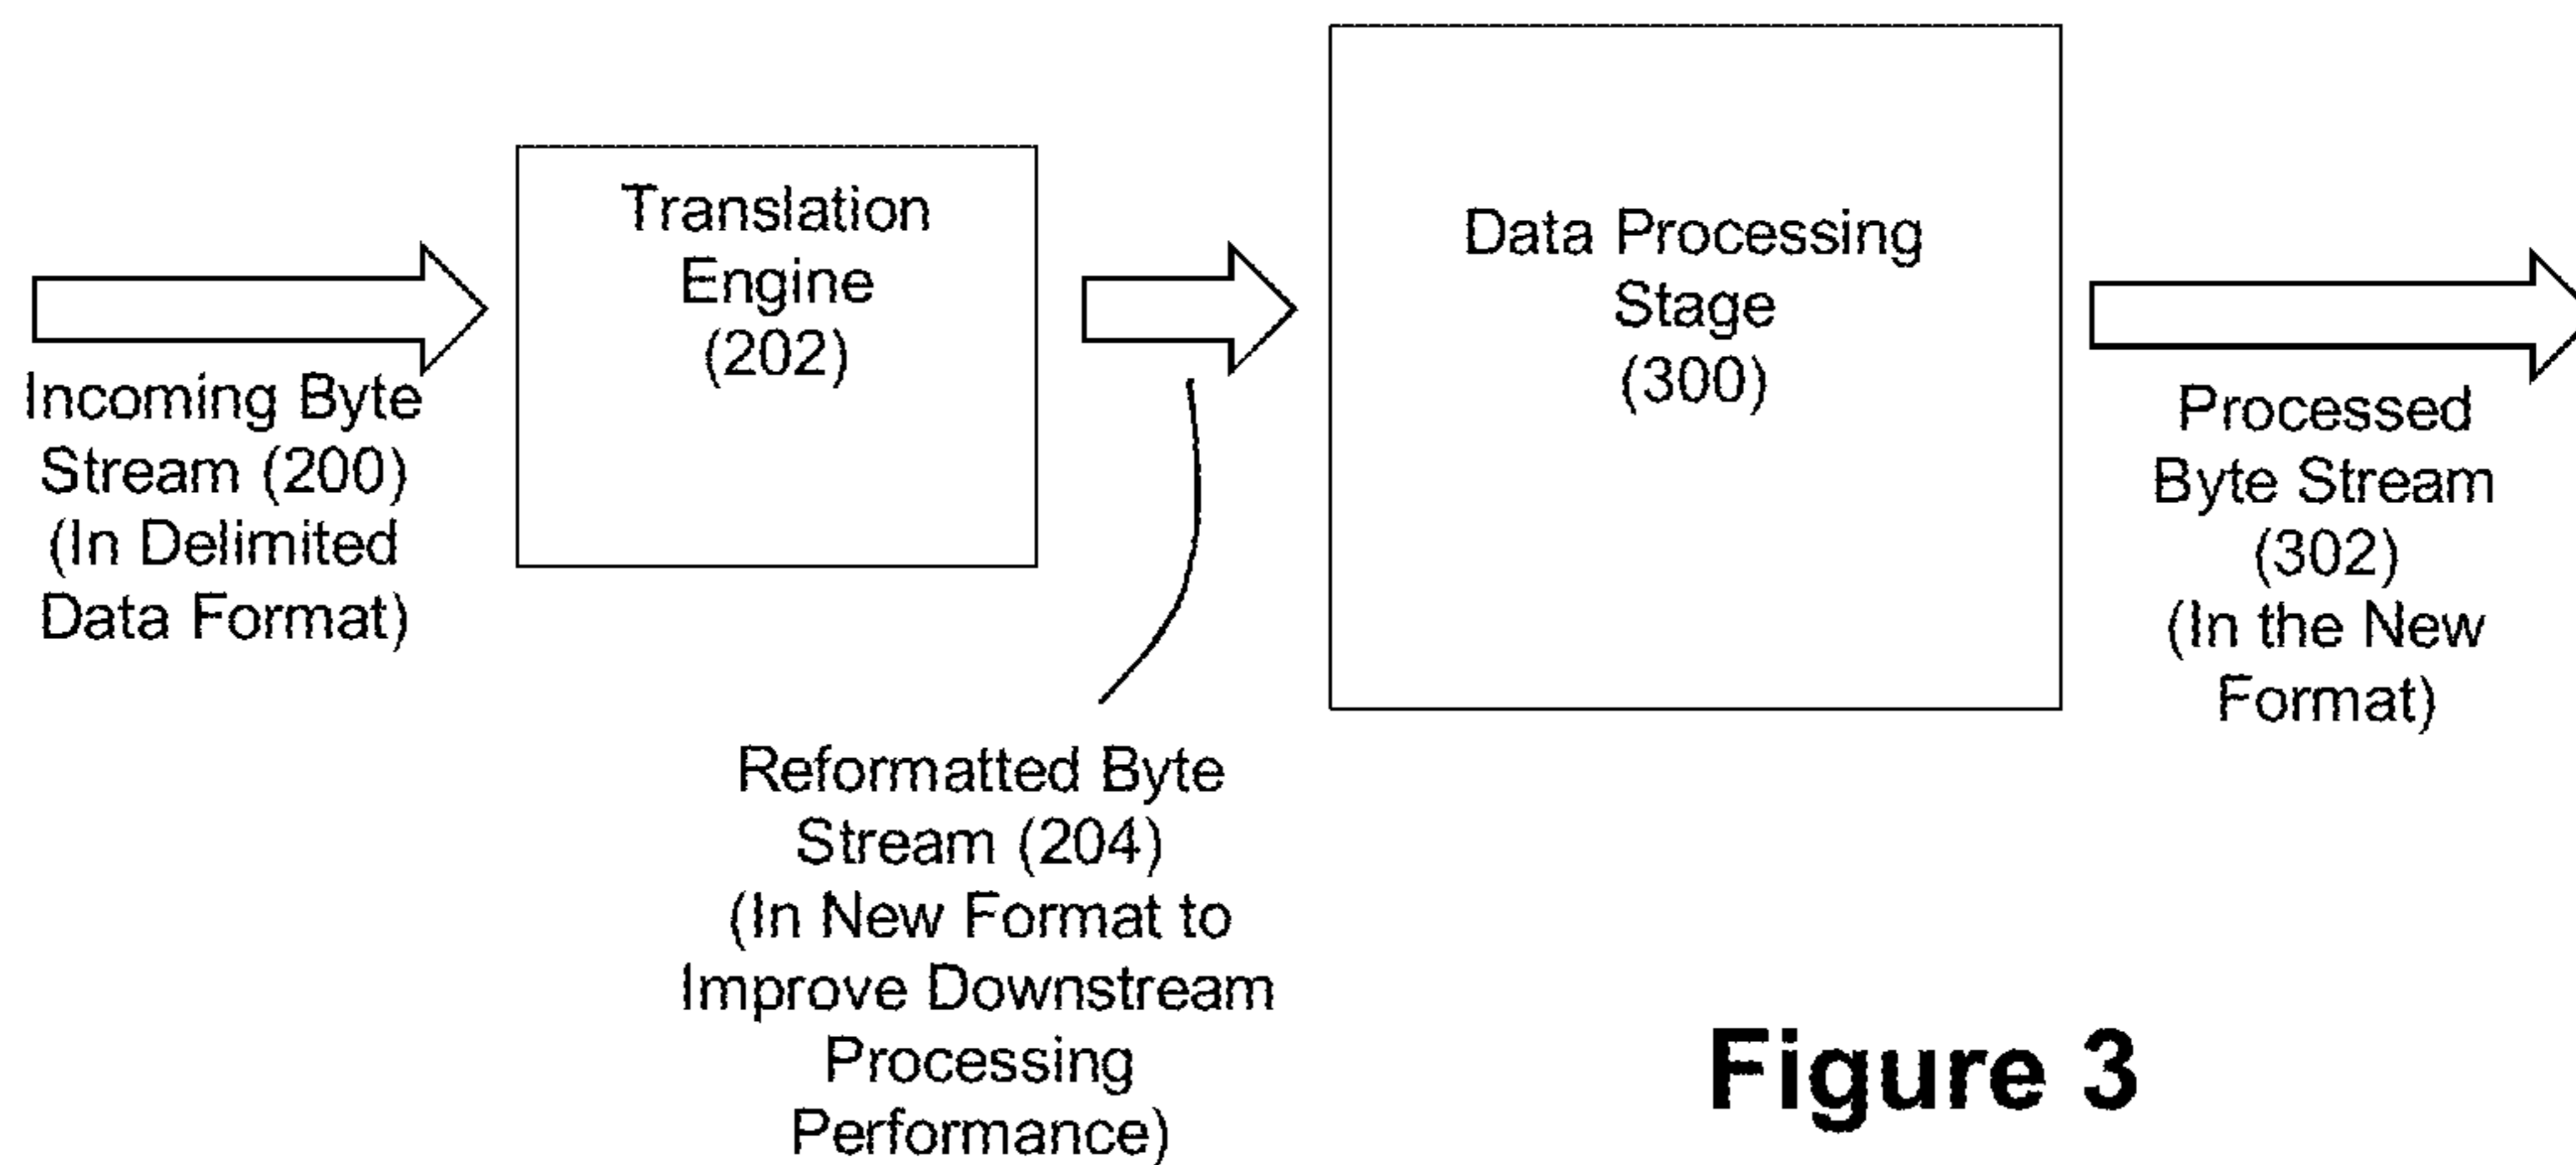 Translation
Engine
(202)
Data Processing
Stage
(300)
Incoming Byte
Stream (200)
(In Delimited
Data Format)
Processed
Byte Stream
(302)
(In the New
Format)
Reformatted Byte
Stream (204)
(In New Format to
Improve Downstream
Processing
Performance)
Figure 3